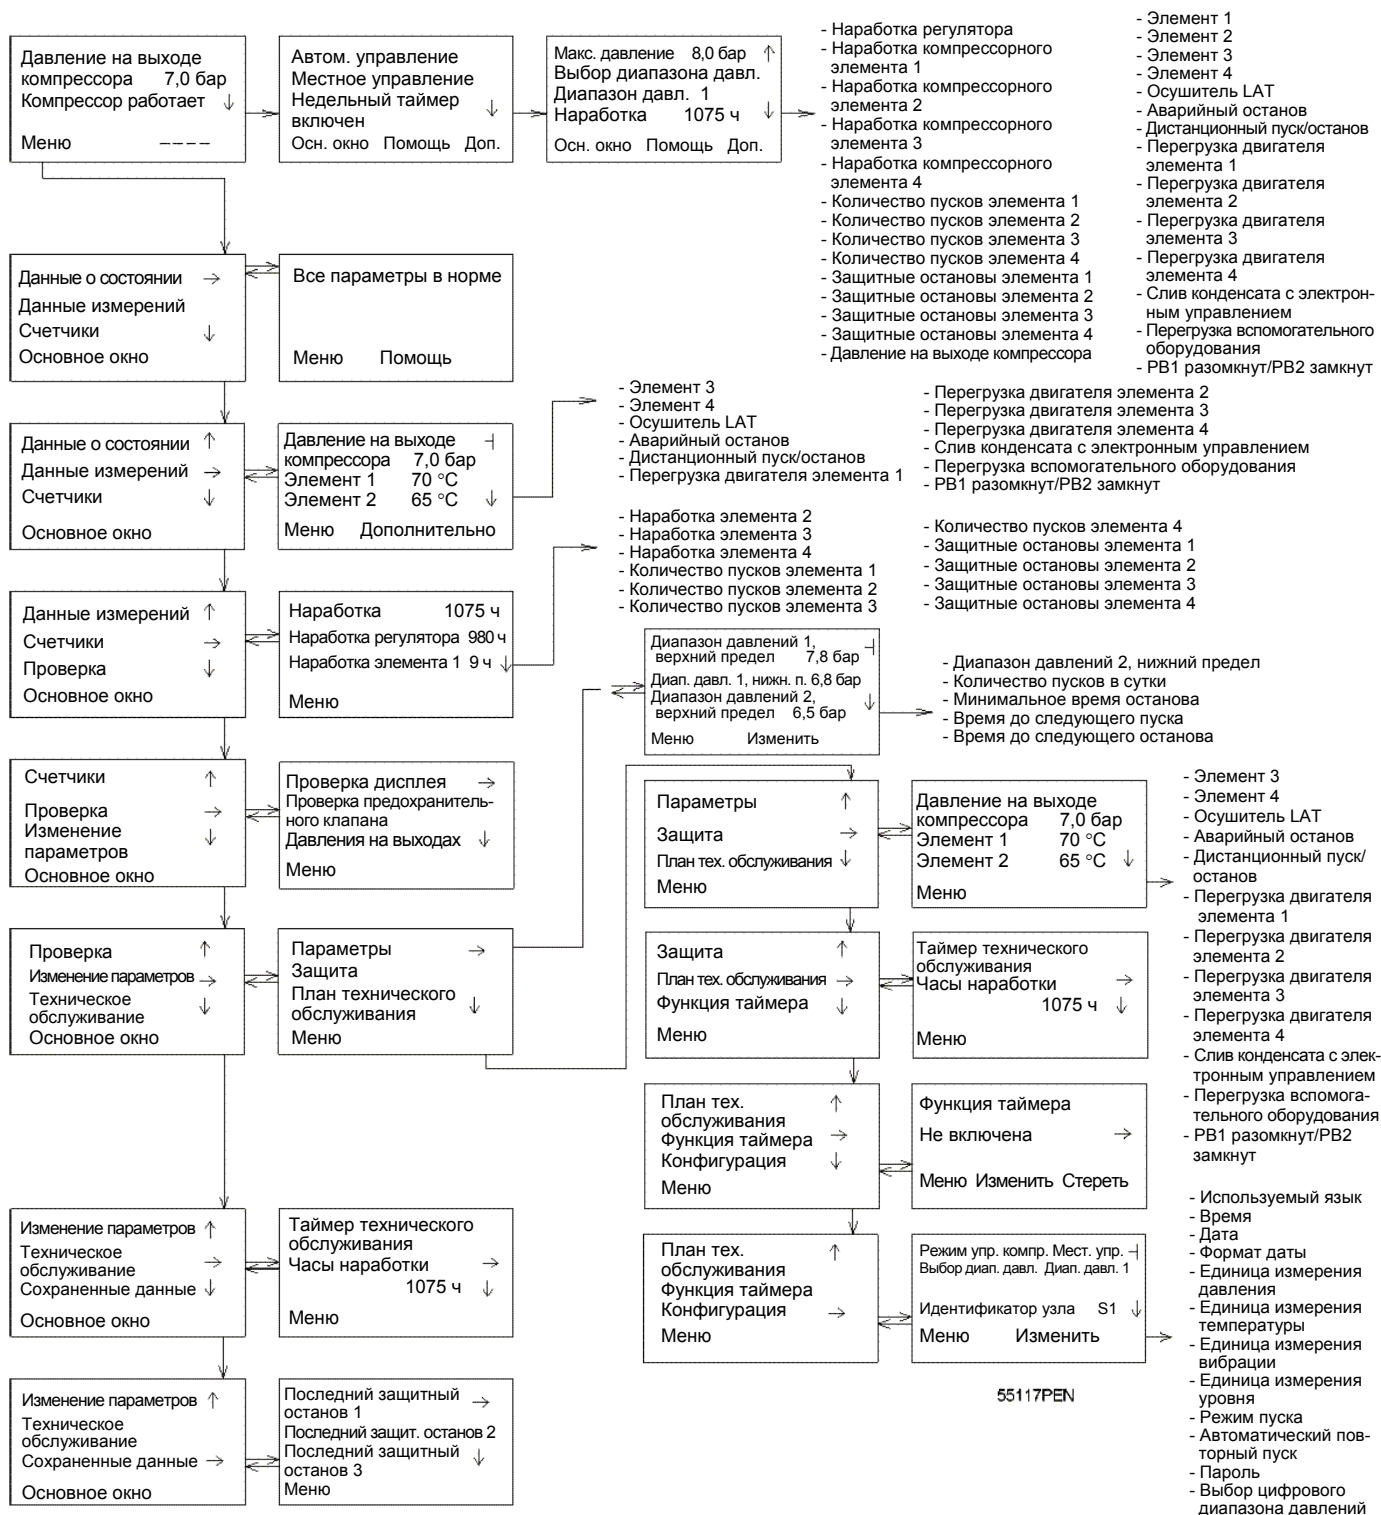 Давление на выходе
компрессора 7,0 бар
Компрессор работает ↓
Меню ----
Автом. управление
Местное управление
Недельный таймер ↓
включен
Осн. окно Помощь Доп.
Макс. давление 8,0 бар ↑
Выбор диапазона давл.
Диапазон давл. 1
Наработка 1075 ч ↓
Осн. окно Помощь Доп.
- Наработка регулятора
- Наработка компрессорного
элемента 1
- Наработка компрессорного
элемента 2
- Наработка компрессорного
элемента 3
- Наработка компрессорного
элемента 4
- Количество пусков элемента 1
- Количество пусков элемента 2
- Количество пусков элемента 3
- Количество пусков элемента 4
- Защитные остановы элемента 1
- Защитные остановы элемента 2
- Защитные остановы элемента 3
- Защитные остановы элемента 4
- Давление на выходе компрессора
- Элемент 1
- Элемент 2
- Элемент 3
- Элемент 4
- Осушитель LAT
- Аварийный останов
- Дистанционный пуск/останов
- Перегрузка двигателя
элемента 1
- Перегрузка двигателя
элемента 2
- Перегрузка двигателя
элемента 3
- Перегрузка двигателя
элемента 4
- Слив конденсата с электрон-
ным управлением
- Перегрузка вспомогательного
оборудования
- PB1 разомкнут/PB2 замкнут
Данные о состоянии →
Данные измерений
Счетчики ↓
Основное окно
Все параметры в норме
Меню Помощь
Данные о состоянии ↑
Данные измерений →
Счетчики ↓
Основное окно
Давление на выходе ⊣
компрессора 7,0 бар
Элемент 1 70 °C
Элемент 2 65 °C ↓
Меню Дополнительно
- Элемент 3
- Элемент 4
- Осушитель LAT
- Аварийный останов
- Дистанционный пуск/останов
- Перегрузка двигателя элемента 1
- Перегрузка двигателя элемента 2
- Перегрузка двигателя элемента 3
- Перегрузка двигателя элемента 4
- Слив конденсата с электронным управлением
- Перегрузка вспомогательного оборудования
- PB1 разомкнут/PB2 замкнут
Данные измерений ↑
Счетчики →
Проверка ↓
Основное окно
Наработка 1075 ч
Наработка регулятора 980 ч
Наработка элемента 1 9 ч ↓
Меню
- Наработка элемента 2
- Наработка элемента 3
- Наработка элемента 4
- Количество пусков элемента 1
- Количество пусков элемента 2
- Количество пусков элемента 3
- Количество пусков элемента 4
- Защитные остановы элемента 1
- Защитные остановы элемента 2
- Защитные остановы элемента 3
- Защитные остановы элемента 4
Диапазон давлений 1, ⊣
верхний предел 7,8 бар
Диап. давл. 1, нижн. п. 6,8 бар
Диапазон давлений 2, ↓
верхний предел 6,5 бар
Меню Изменить
- Диапазон давлений 2, нижний предел
- Количество пусков в сутки
- Минимальное время останова
- Время до следующего пуска
- Время до следующего останова
Счетчики ↑
Проверка →
Изменение ↓
параметров
Основное окно
Проверка дисплея →
Проверка предохранитель-
ного клапана
Давления на выходах ↓
Меню
Параметры ↑
Защита →
План тех. обслуживания ↓
Меню
Давление на выходе
компрессора 7,0 бар
Элемент 1 70 °C
Элемент 2 65 °C ↓
Меню
- Элемент 3
- Элемент 4
- Осушитель LAT
- Аварийный останов
- Дистанционный пуск/
останов
- Перегрузка двигателя
элемента 1
- Перегрузка двигателя
элемента 2
- Перегрузка двигателя
элемента 3
- Перегрузка двигателя
элемента 4
- Слив конденсата с элек-
тронным управлением
- Перегрузка вспомога-
тельного оборудования
- PB1 разомкнут/PB2
замкнут
Проверка ↑
Изменение параметров →
Техническое ↓
обслуживание
Основное окно
Параметры →
Защита
План технического ↓
обслуживания
Меню
Защита ↑
План тех. обслуживания →
Функция таймера ↓
Меню
Таймер технического
обслуживания
Часы наработки →
1075 ч ↓
Меню
План тех. ↑
обслуживания
Функция таймера →
Конфигурация ↓
Меню
Функция таймера
Не включена →
Меню Изменить Стереть
Изменение параметров ↑
Техническое →
обслуживание
Сохраненные данные ↓
Основное окно
Таймер технического
обслуживания
Часы наработки →
1075 ч ↓
Меню
План тех. ↑
обслуживания
Функция таймера
Конфигурация →
Меню
Режим упр. компр. Мест. упр. ⊣
Выбор диап. давл. Диап. давл. 1
Идентификатор узла S1 ↓
Меню Изменить
- Используемый язык
- Время
- Дата
- Формат даты
- Единица измерения
давления
- Единица измерения
температуры
- Единица измерения
вибрации
- Единица измерения
уровня
- Режим пуска
- Автоматический пов-
торный пуск
- Пароль
- Выбор цифрового
диапазона давлений
Изменение параметров ↑
Техническое
обслуживание
Сохраненные данные →
Основное окно
Последний защитный →
останов 1
Последний защит. останов 2
Последний защитный ↓
останов 3
Меню
55117PEN